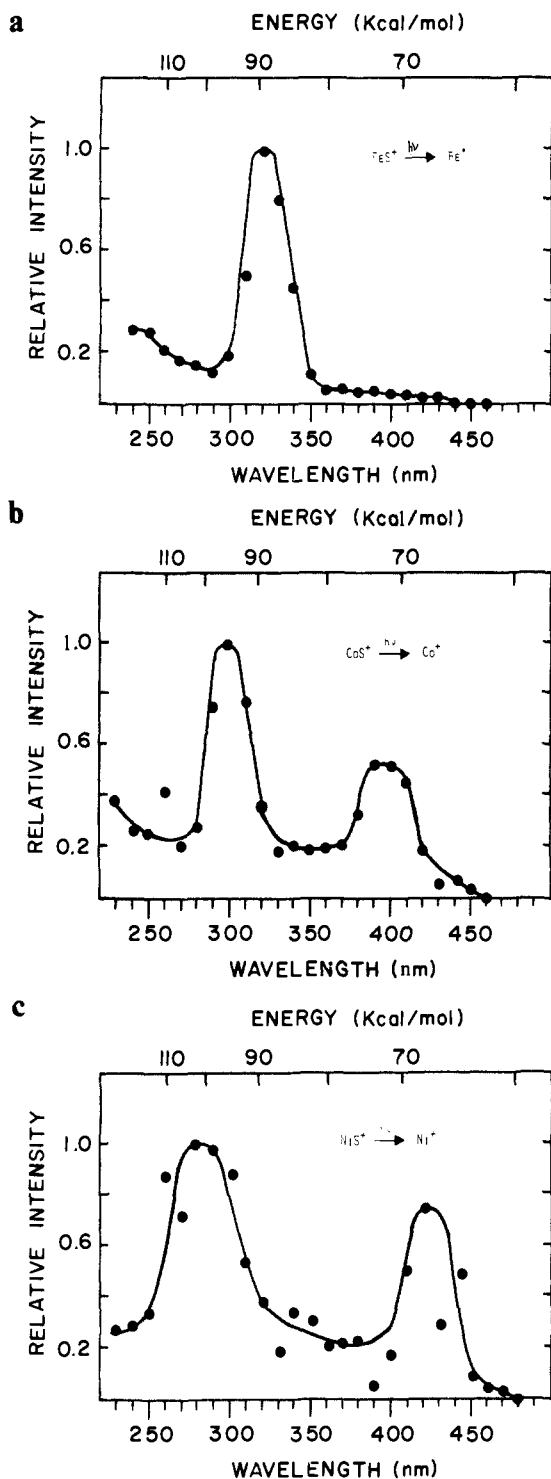 a
ENERGY (Kcal/mol)
110 90 70
RELATIVE INTENSITY
1.0
0.6
0.2
FeS⁺ hν → Fe⁺
250 300 350 400 450
WAVELENGTH (nm)
b
ENERGY (Kcal/mol)
110 90 70
RELATIVE INTENSITY
1.0
0.6
0.2
CoS⁺ hν → Co⁺
250 300 350 400 450
WAVELENGTH (nm)
c
ENERGY (Kcal/mol)
110 90 70
RELATIVE INTENSITY
1.0
0.6
0.2
NiS⁺ → Ni⁺
250 300 350 400 450
WAVELENGTH (nm)